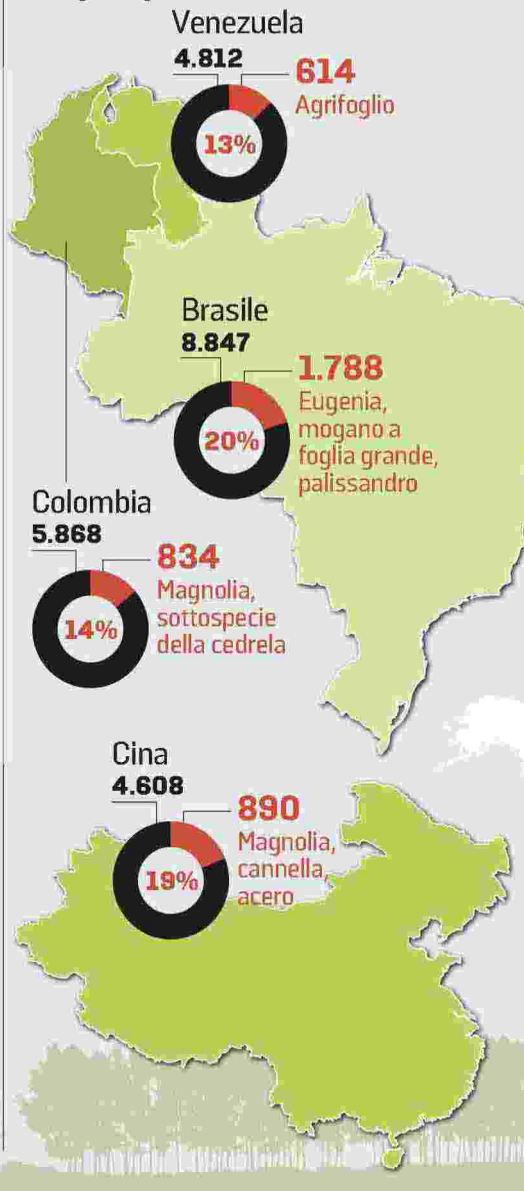 Venezuela
4.812
614
Agrifoglio
13%
Brasile
8.847
1.788
Eugenia,
mogano a
foglia grande,
palissandro
20%
Colombia
5.868
834
Magnolia,
sottospecie
della cedrela
14%
Cina
4.608
890
Magnolia,
cannella,
acero
19%